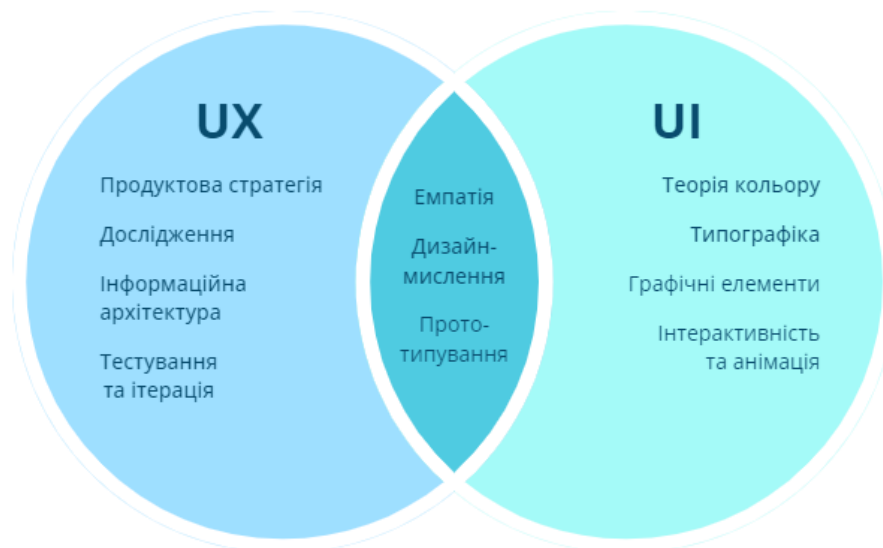 UX
Продуктова стратегія
Дослідження
Інформаційна
архітектура
Тестування
та ітерація
Емпатія
Дизайн-
мислення
Прото-
типування
UI
Теорія кольору
Типографіка
Графічні елементи
Інтерактивність
та анімація